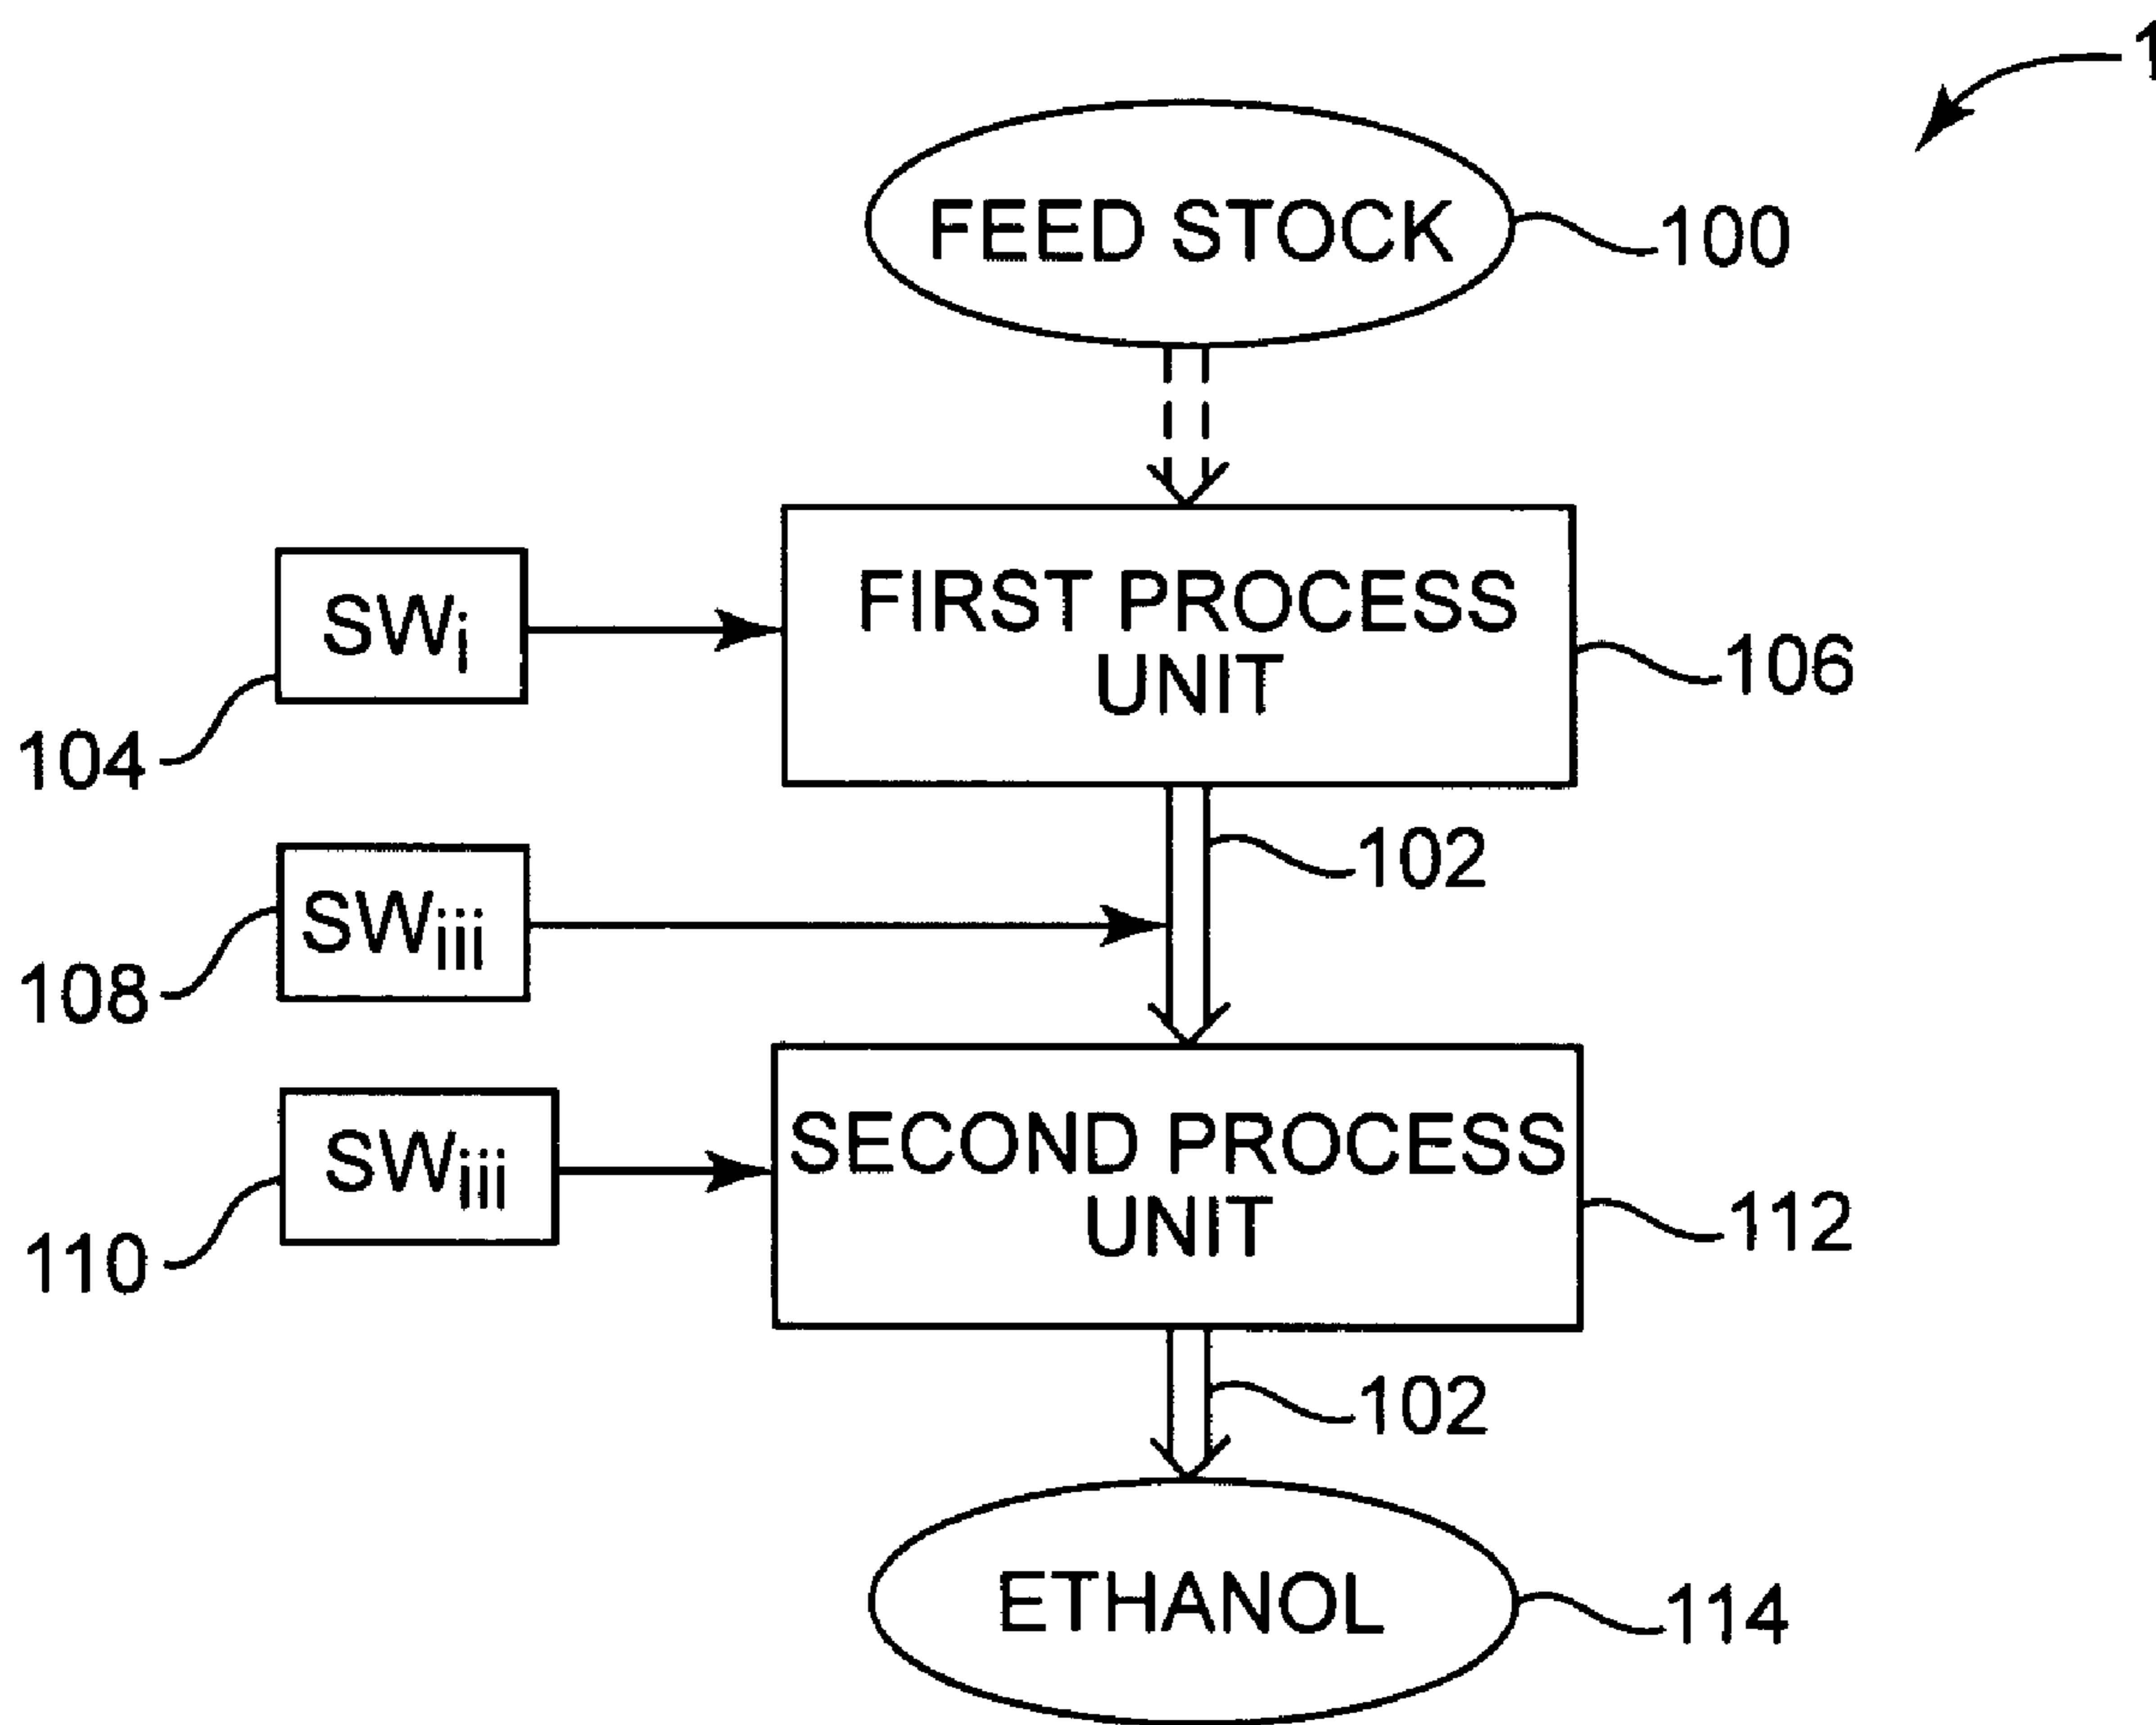 1
FEED STOCK
100
SWi
FIRST PROCESS
UNIT
106
104
102
SWiii
108
SWiii
SECOND PROCESS
UNIT
112
110
102
ETHANOL
114